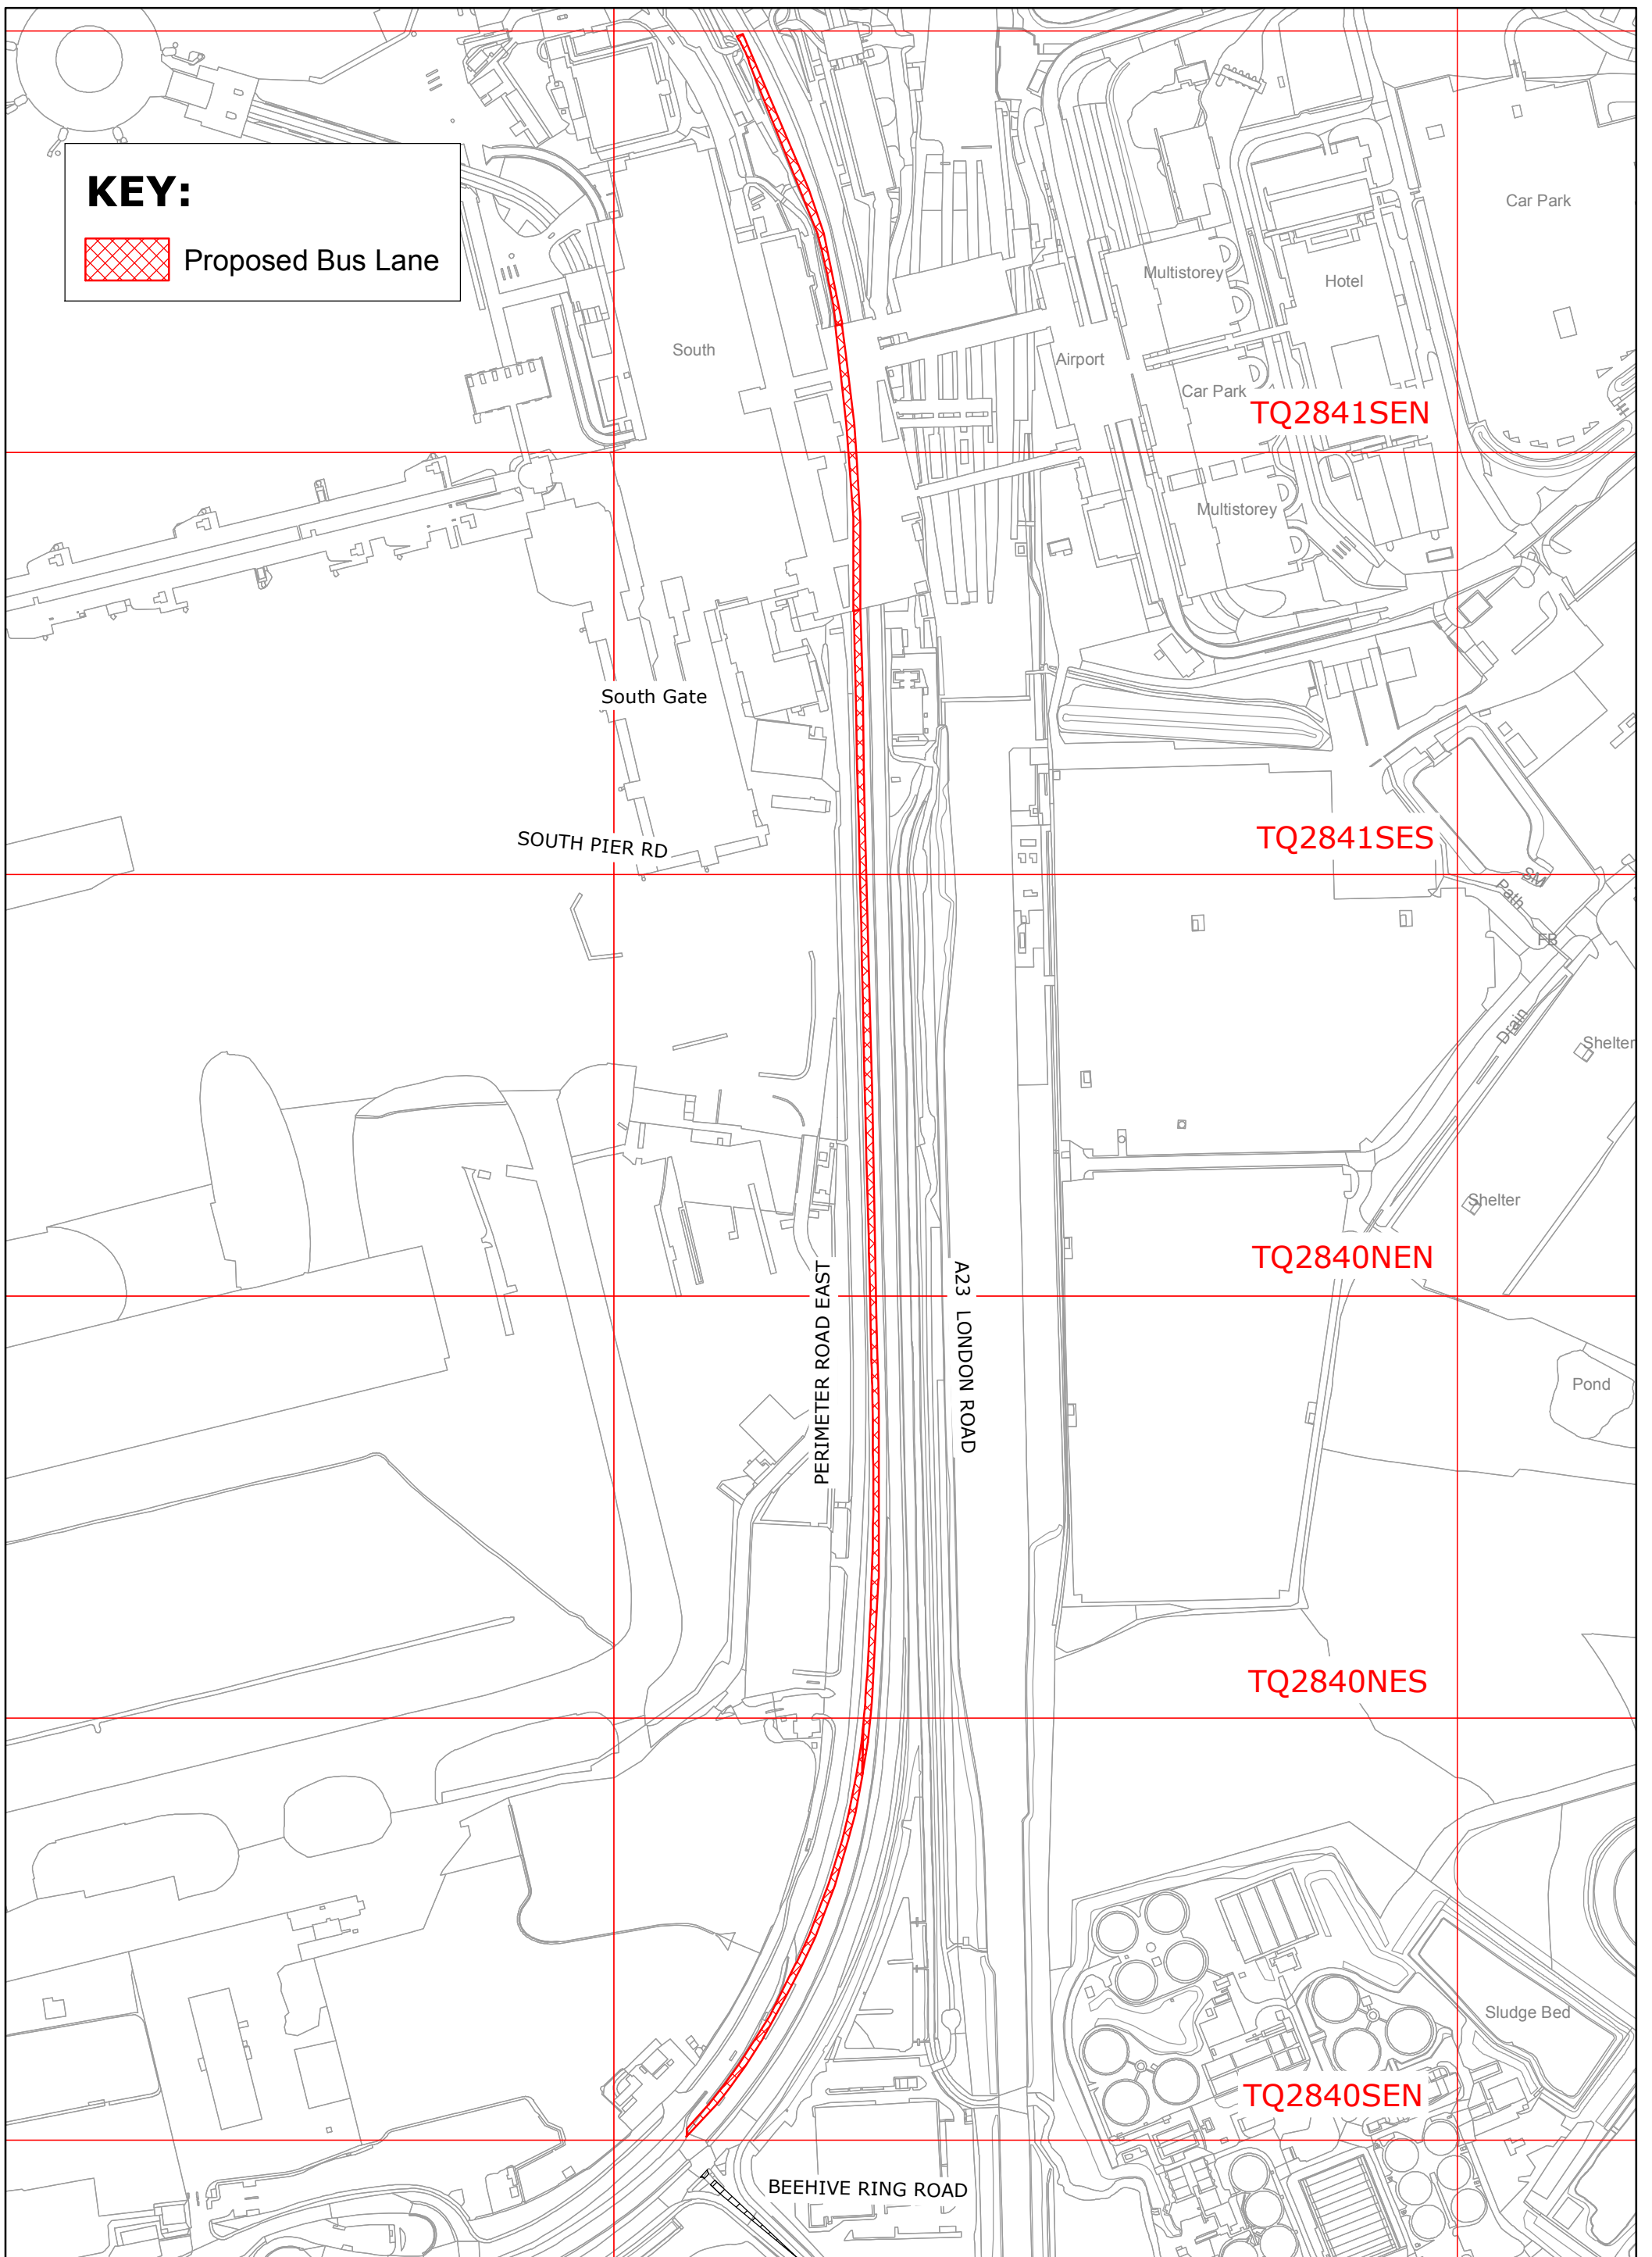 KEY:
Proposed Bus Lane
Car Park
Multistorey
Hotel
South
Airport
Car Park
TQ2841SEN
Multistorey
South Gate
SOUTH PIER RD
TQ2841SES
SM
Path
FB
Drain
Shelter
Shelter
TQ2840NEN
PERIMETER ROAD EAST
A23 LONDON ROAD
Pond
TQ2840NES
Sludge Bed
TQ2840SEN
BEEHIVE RING ROAD